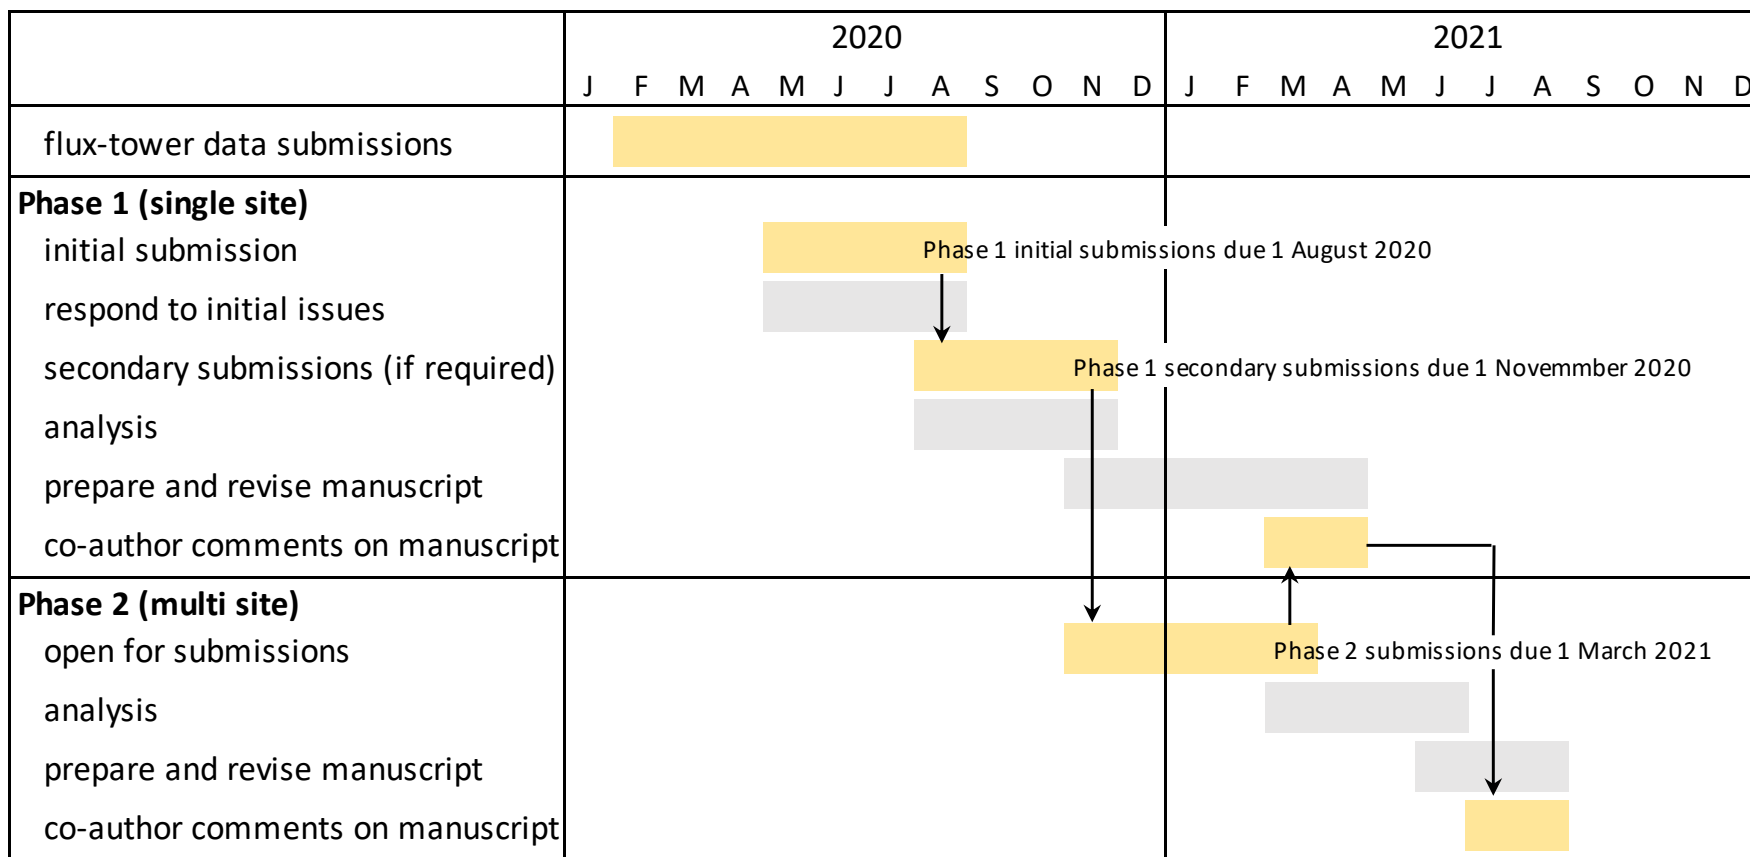 2020 2021
J F M A M J J A S O N D J F M A M J J A S O N D
flux-tower data submissions
Phase 1 (single site)
initial submission Phase 1 initial submissions due 1 August 2020
respond to initial issues
secondary submissions (if required) Phase 1 secondary submissions due 1 Novemmber 2020
analysis
prepare and revise manuscript
co-author comments on manuscript
Phase 2 (multi site)
open for submissions Phase 2 submissions due 1 March 2021
analysis
prepare and revise manuscript
co-author comments on manuscript